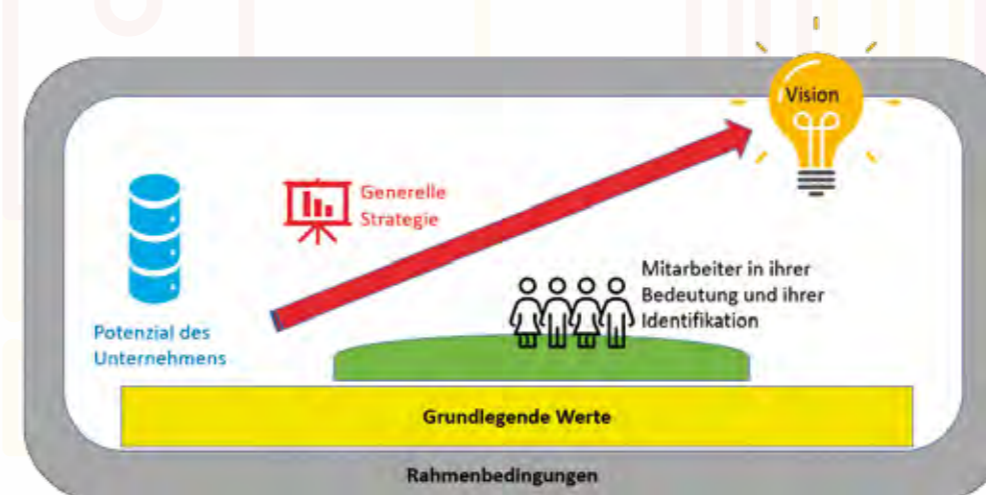 Vision
Generelle
Strategie
Mitarbeiter in ihrer
Bedeutung und ihrer
Identifikation
Potenzial des
Unternehmens
Grundlegende Werte
Rahmenbedingungen